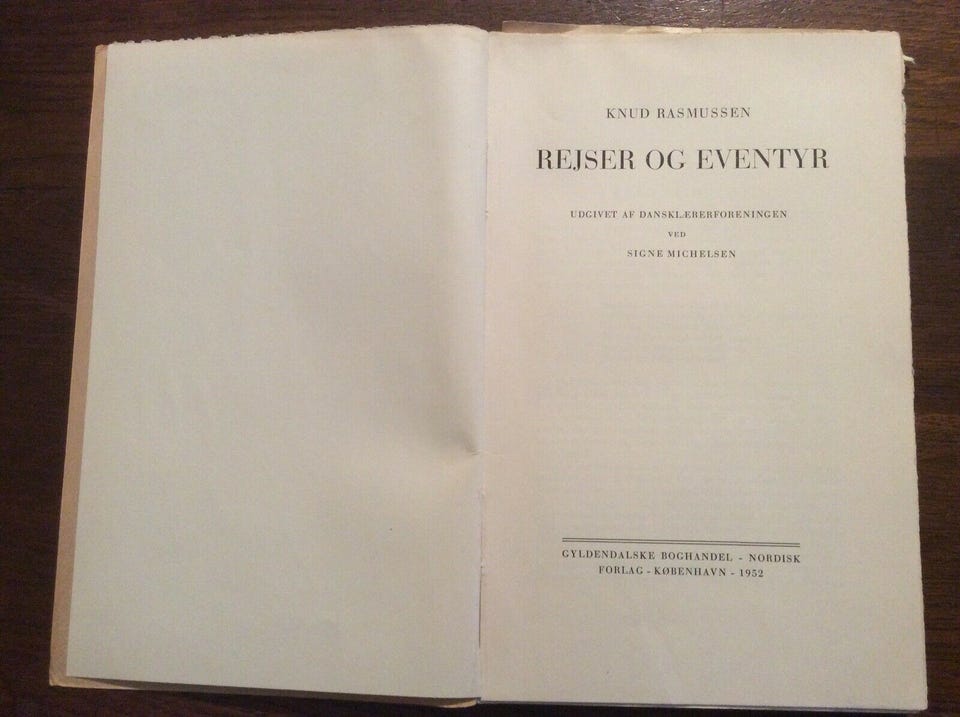 KNUD RASMUSSEN
REJSER OG EVENTYR
UDGIVET AF DANSKLÆRERFORENINGEN
VED
SIGNE MICHELSEN
GYLDENDALSKE BOGHANDEL - NORDISK
FORLAG - KØBENHAVN - 1952